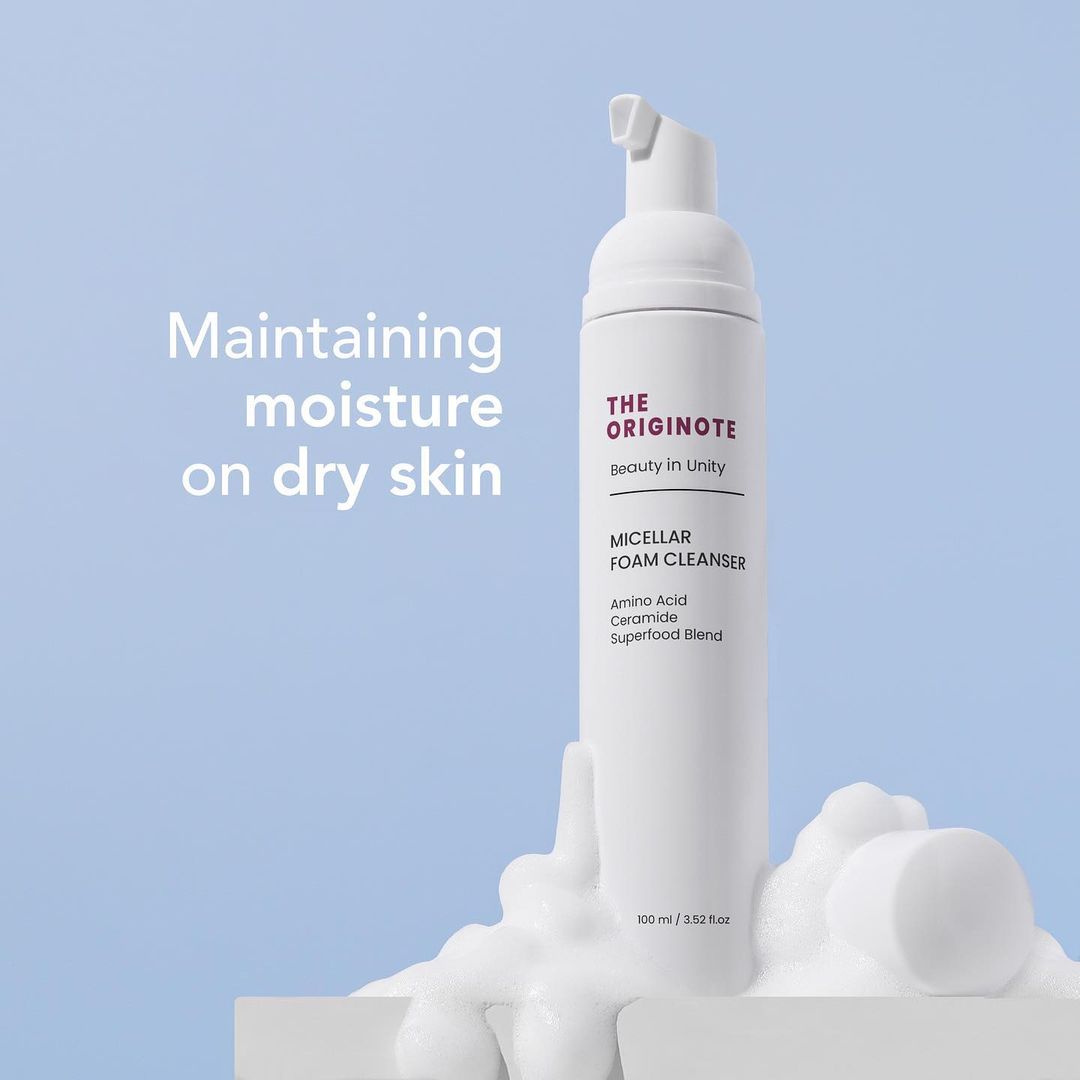 Maintaining
moisture
on dry skin
THE
ORIGINOTE
Beauty in Unity
MICELLAR
FOAM CLEANSER
Amino Acid
Ceramide
Superfood Blend
100 ml / 3.52 fl.oz